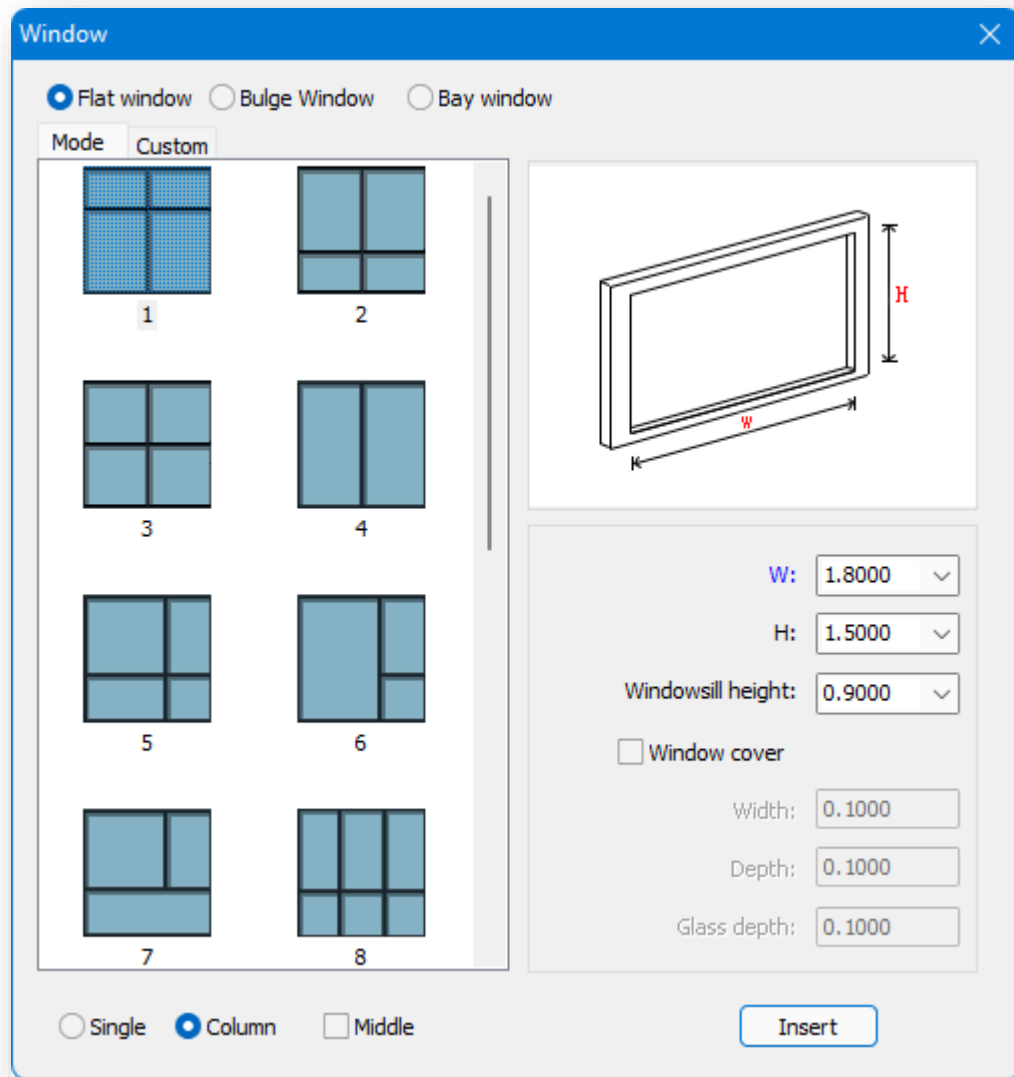 Window
Flat window Bulge Window Bay window
Mode Custom
1 2
3 4
5 6
7 8
H
W
W: 1.8000
H: 1.5000
Windowsill height: 0.9000
Window cover
Width: 0.1000
Depth: 0.1000
Glass depth: 0.1000
Single Column Middle Insert